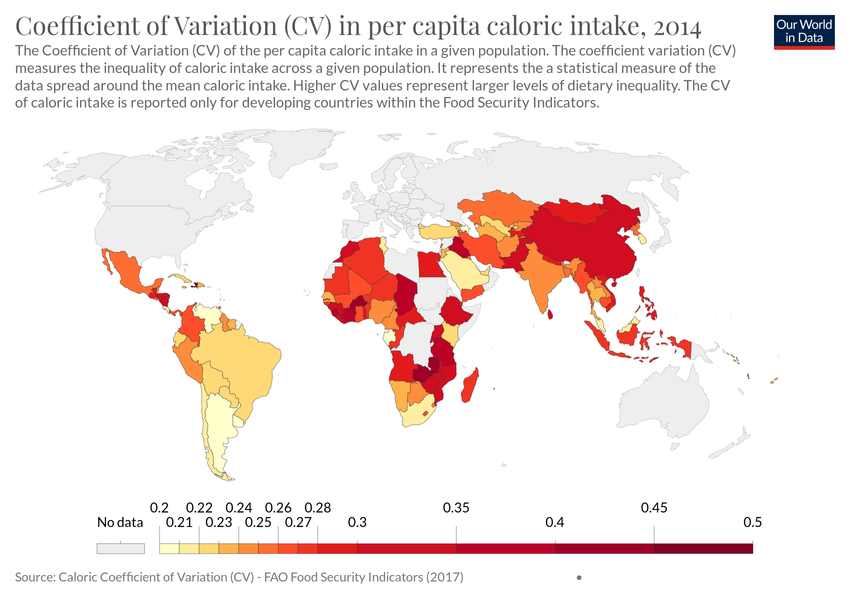 Coefficient of Variation (CV) in per capita caloric intake, 2014
Our World
in Data
The Coefficient of Variation (CV) of the per capita caloric intake in a given population. The coefficient variation (CV)
measures the inequality of caloric intake across a given population. It represents the a statistical measure of the
data spread around the mean caloric intake. Higher CV values represent larger levels of dietary inequality. The CV
of caloric intake is reported only for developing countries within the Food Security Indicators.
0.2 0.22 0.24 0.26 0.28 0.35 0.4 0.45 0.5
No data 0.21 0.23 0.25 0.27 0.3
Source: Caloric Coefficient of Variation (CV) - FAO Food Security Indicators (2017) •